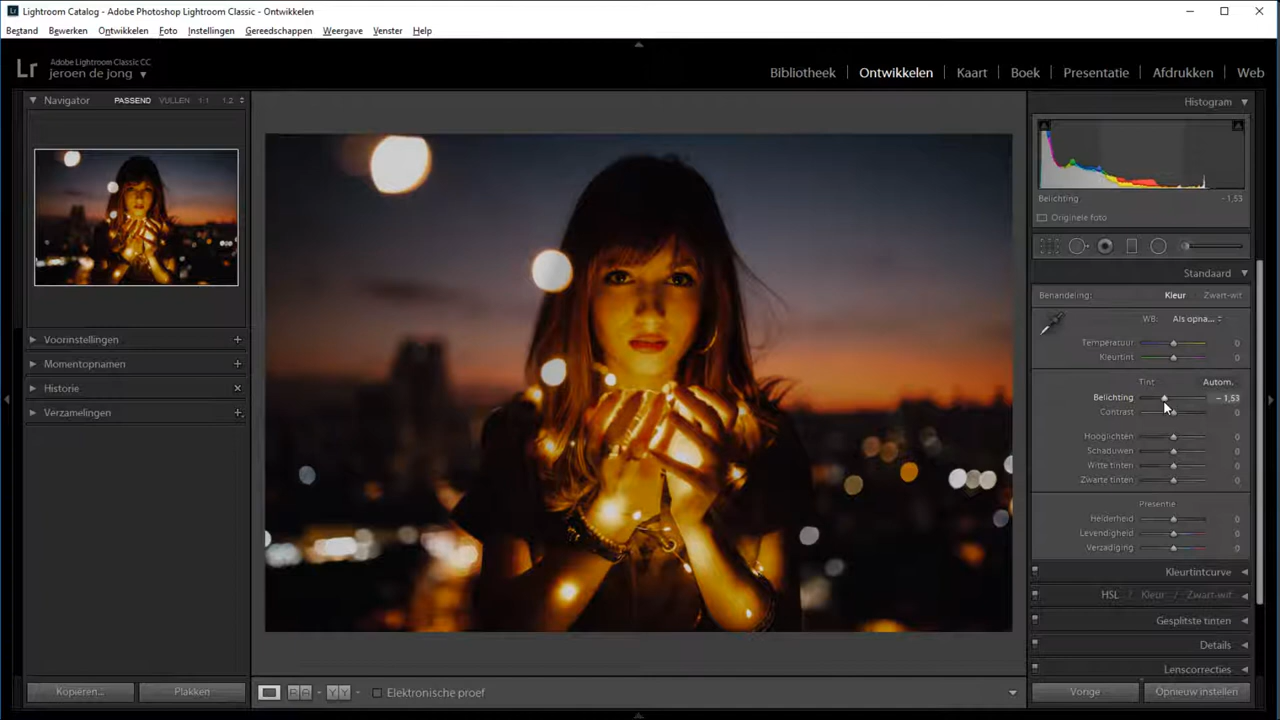 Lightroom Catalog - Adobe Photoshop Lightroom Classic - Ontwikkelen
Bestand Bewerken Ontwikkelen Foto Instellingen Gereedschappen Weergave Venster Help
Lr Adobe Lightroom Classic CC
jeroen de jong
Bibliotheek Ontwikkelen Kaart Boek Presentatie Afdrukken Web
Navigator PASSEND VULLEN 1:1 1:2
Histogram
Belichting - 1,53
Originele foto
Standaard
Behandeling: Kleur Zwart-wit
WB: Als opna...
Temperatuur 0
Kleurtint 0
Tint Autom.
Belichting - 1,53
Contrast 0
Hooglichten 0
Schaduwen 0
Witte tinten 0
Zwarte tinten 0
Presentie
Helderheid 0
Levendigheid 0
Verzadiging 0
Kleurtintcurve
HSL / Kleur / Zwart-wit
Gesplitste tinten
Details
Lenscorrecties
Voorinstellingen
Momentopnamen
Historie
Verzamelingen
Kopiëren... Plakken
Elektronische proef
Vorige Opnieuw instellen